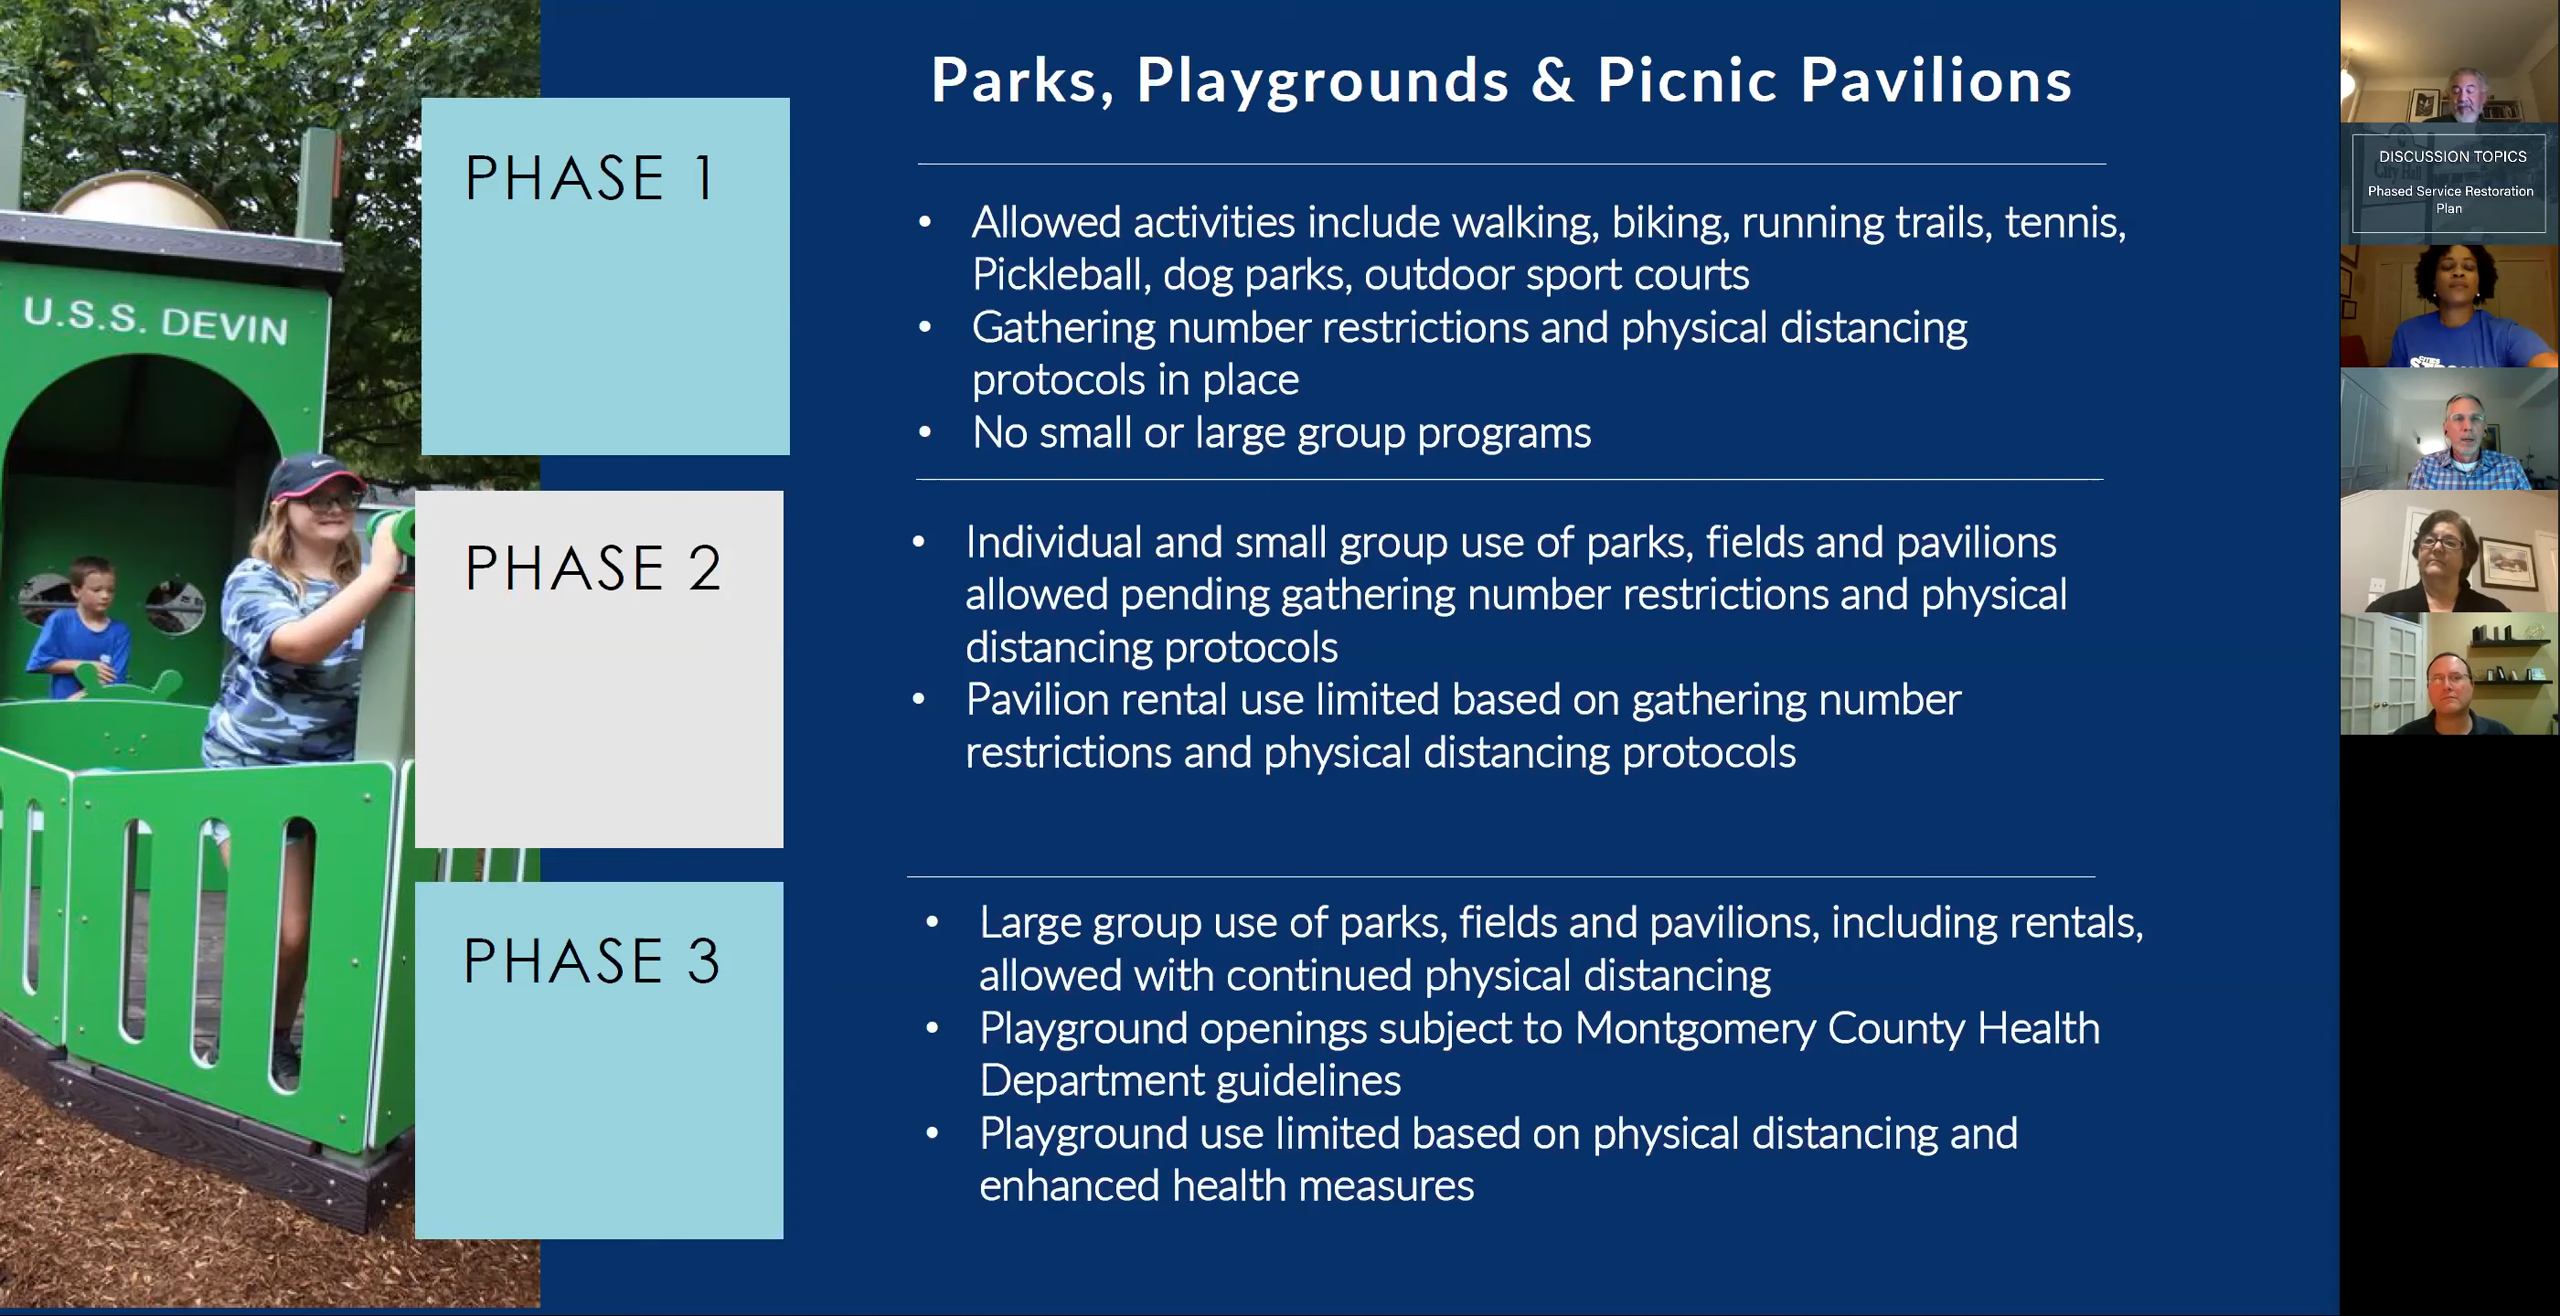 Parks, Playgrounds & Picnic Pavilions
PHASE 1
Allowed activities include walking, biking, running trails, tennis,
Pickleball, dog parks, outdoor sport courts
Gathering number restrictions and physical distancing
protocols in place
No small or large group programs
PHASE 2
Individual and small group use of parks, fields and pavilions
allowed pending gathering number restrictions and physical
distancing protocols
Pavilion rental use limited based on gathering number
restrictions and physical distancing protocols
PHASE 3
Large group use of parks, fields and pavilions, including rentals,
allowed with continued physical distancing
Playground openings subject to Montgomery County Health
Department guidelines
Playground use limited based on physical distancing and
enhanced health measures
U.S.S. DEVIN
DISCUSSION TOPICS
City Hall
Phased Service Restoration
Plan